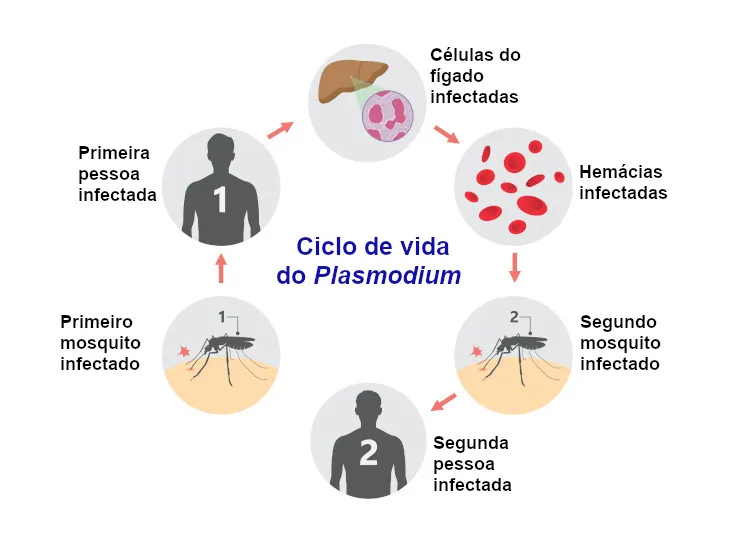 Células do
fígado
infectadas
Primeira
pessoa
infectada
1
Hemácias
infectadas
Ciclo de vida
do Plasmodium
Primeiro
mosquito
infectado
1
2
Segundo
mosquito
infectado
2
Segunda
pessoa
infectada